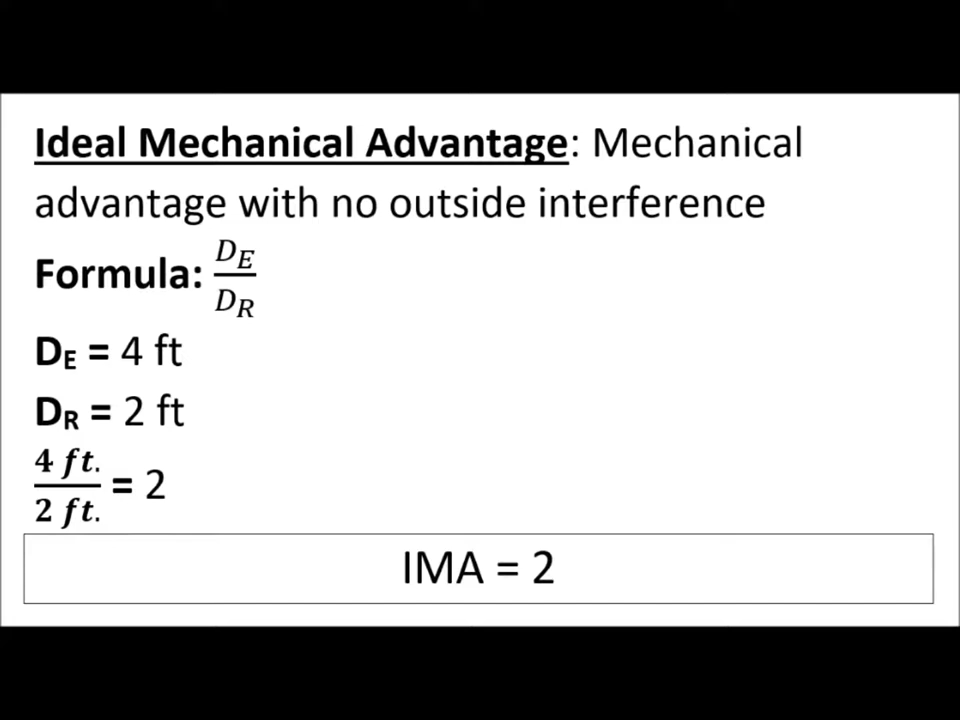 Ideal Mechanical Advantage: Mechanical
advantage with no outside interference
Formula: D_E/D_R
D_E = 4 ft
D_R = 2 ft
4 ft./2 ft. = 2
IMA = 2